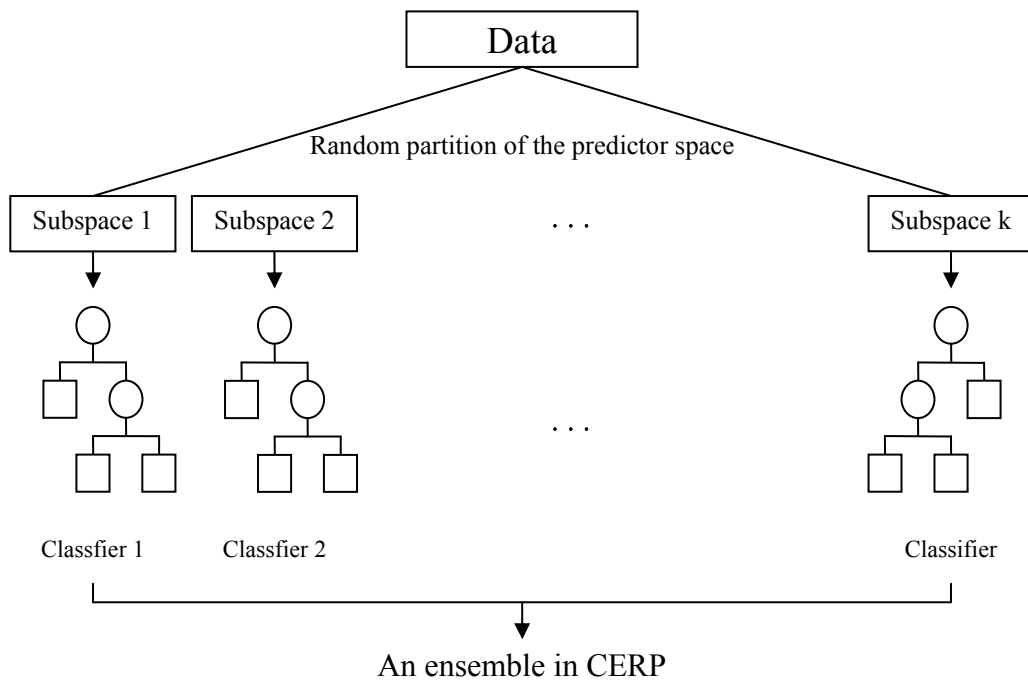 Data
Random partition of the predictor space
Subspace 1
Subspace 2
. . .
Subspace k
. . .
Classfier 1
Classfier 2
Classifier
An ensemble in CERP